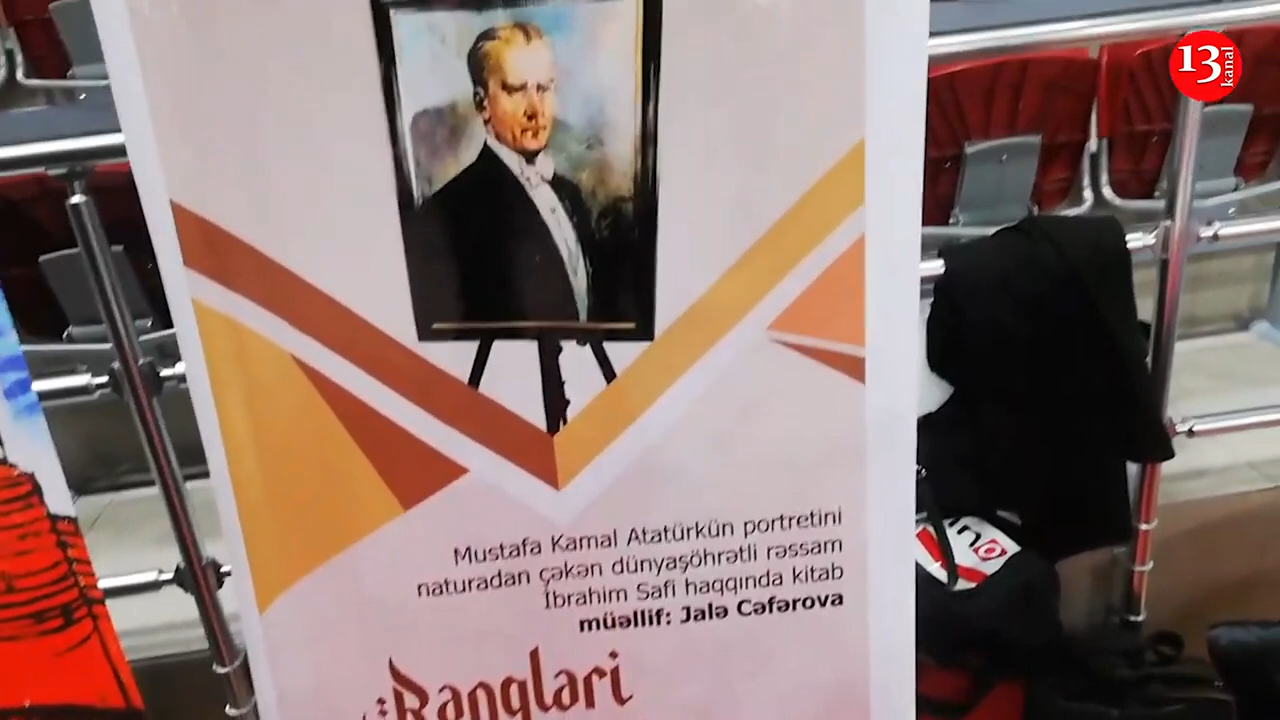 13
kanal
Mustafa Kamal Atatürkün portretini
naturadan çəkən dünyaşöhrətli rəssam
İbrahim Safi haqqında kitab
müəllif: Jalə Cəfərova
Rəngləri